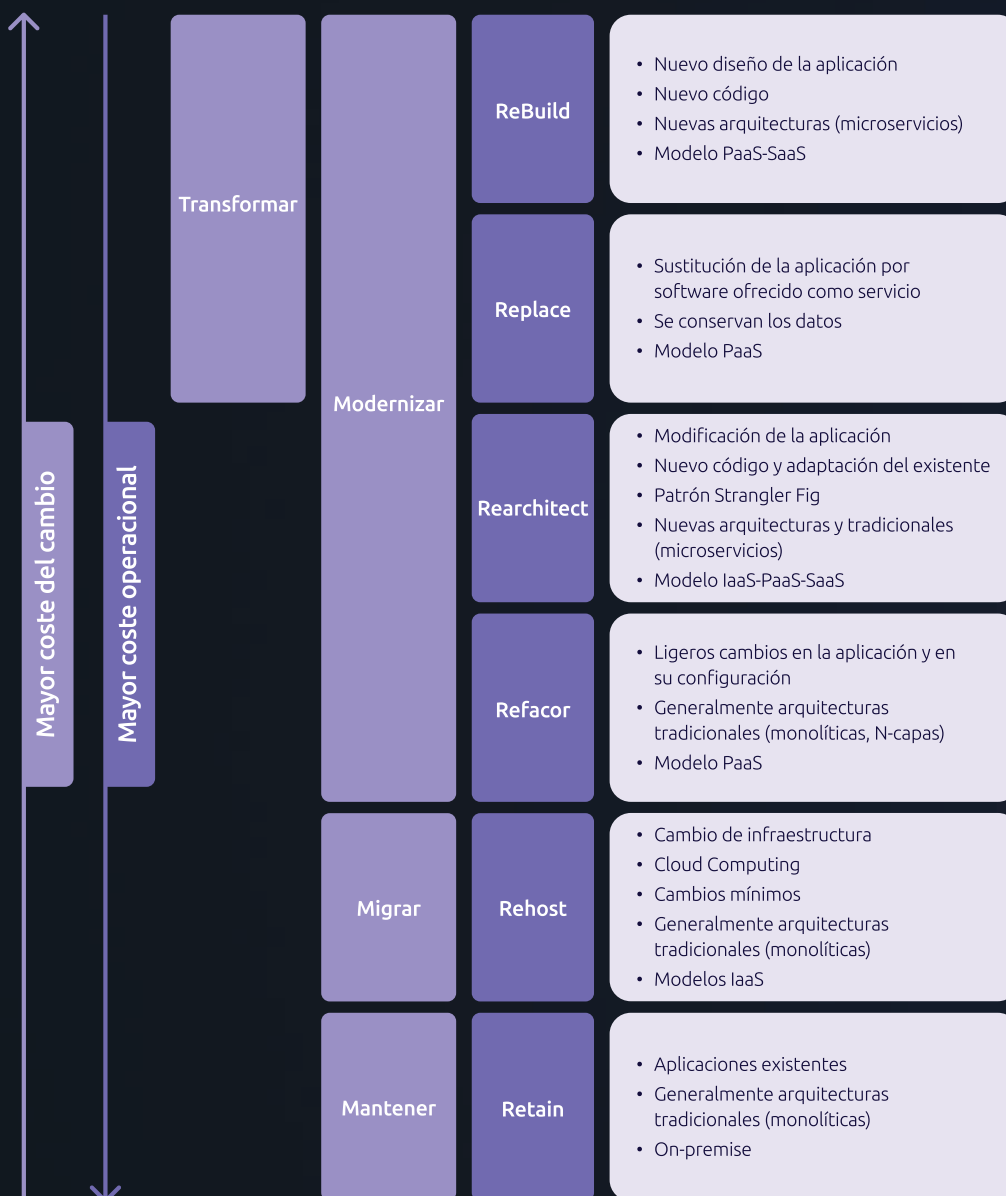 Mayor coste del cambio
Mayor coste operacional
Transformar
Modernizar
ReBuild
• Nuevo diseño de la aplicación
• Nuevo código
• Nuevas arquitecturas (microservicios)
• Modelo PaaS-SaaS
Replace
• Sustitución de la aplicación por
software ofrecido como servicio
• Se conservan los datos
• Modelo PaaS
Rearchitect
• Modificación de la aplicación
• Nuevo código y adaptación del existente
• Patrón Strangler Fig
• Nuevas arquitecturas y tradicionales
(microservicios)
• Modelo IaaS-PaaS-SaaS
Refacor
• Ligeros cambios en la aplicación y en
su configuración
• Generalmente arquitecturas
tradicionales (monolíticas, N-capas)
• Modelo PaaS
Migrar
Rehost
• Cambio de infraestructura
• Cloud Computing
• Cambios mínimos
• Generalmente arquitecturas
tradicionales (monolíticas)
• Modelos IaaS
Mantener
Retain
• Aplicaciones existentes
• Generalmente arquitecturas
tradicionales (monolíticas)
• On-premise